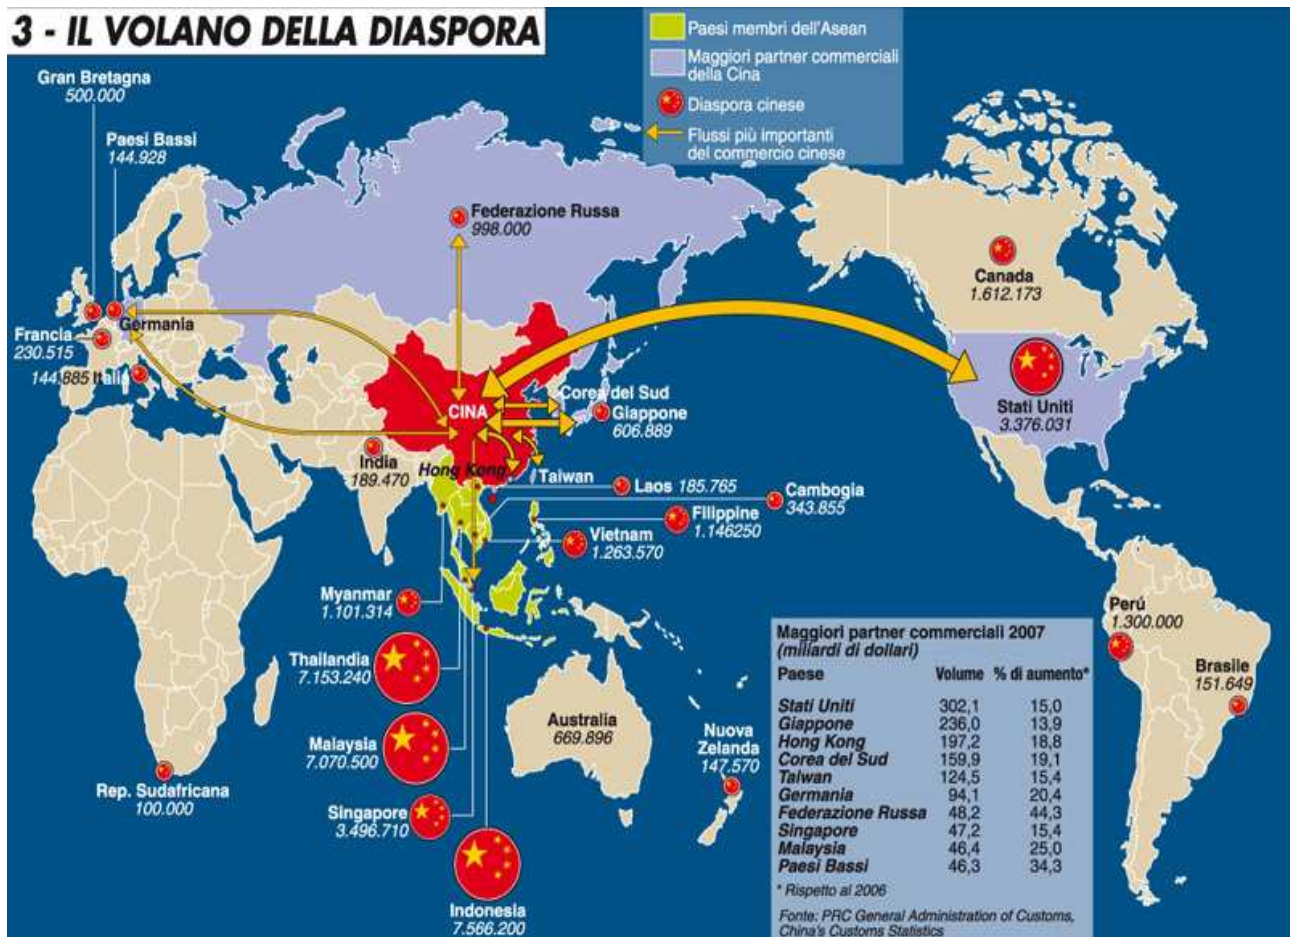 3 - IL VOLANO DELLA DIASPORA
Paesi membri dell'Asean
Maggiori partner commerciali
della Cina
Diaspora cinese
Flussi più importanti
del commercio cinese
Gran Bretagna
500.000
Paesi Bassi
144.928
Federazione Russa
998.000
Canada
1.612.173
Germania
Francia
230.515
144.885 Italia
Stati Uniti
3.376.031
CINA
Corea del Sud
Giappone
606.889
India
189.470
Hong Kong
Taiwan
Laos 185.765
Cambogia
343.855
Filippine
1.146250
Vietnam
1.263.570
Myanmar
1.101.314
Thailandia
7.153.240
Malaysia
7.070.500
Singapore
3.496.710
Indonesia
7.566.200
Rep. Sudafricana
100.000
Australia
669.896
Nuova
Zelanda
147.570
Perú
1.300.000
Brasile
151.649
Maggiori partner commerciali 2007
(miliardi di dollari)
Paese Volume % di aumento*
Stati Uniti 302,1 15,0
Giappone 236,0 13,9
Hong Kong 197,2 18,8
Corea del Sud 159,9 19,1
Taiwan 124,5 15,4
Germania 94,1 20,4
Federazione Russa 48,2 44,3
Singapore 47,2 15,4
Malaysia 46,4 25,0
Paesi Bassi 46,3 34,3
* Rispetto al 2006
Fonte: PRC General Administration of Customs,
China's Customs Statistics